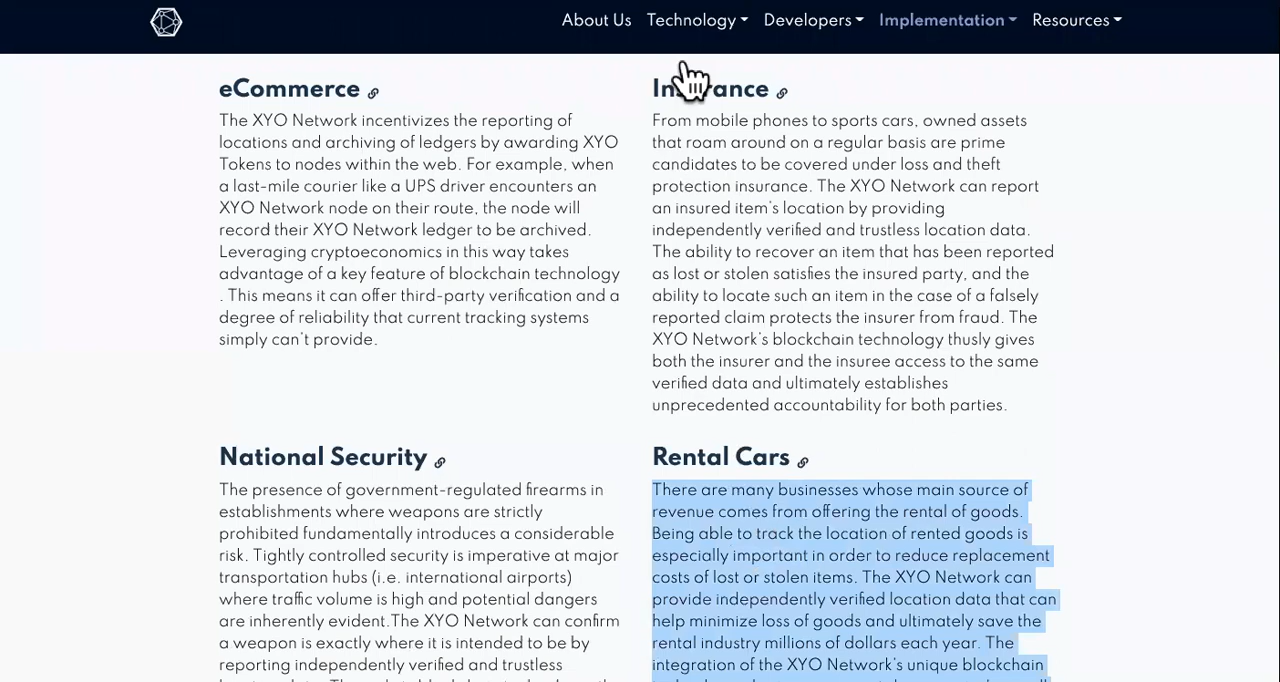 About Us Technology Developers Implementation Resources
eCommerce
The XYO Network incentivizes the reporting of
locations and archiving of ledgers by awarding XYO
Tokens to nodes within the web. For example, when
a last-mile courier like a UPS driver encounters an
XYO Network node on their route, the node will
record their XYO Network ledger to be archived.
Leveraging cryptoeconomics in this way takes
advantage of a key feature of blockchain technology
. This means it can offer third-party verification and a
degree of reliability that current tracking systems
simply can't provide.
Insurance
From mobile phones to sports cars, owned assets
that roam around on a regular basis are prime
candidates to be covered under loss and theft
protection insurance. The XYO Network can report
an insured item's location by providing
independently verified and trustless location data.
The ability to recover an item that has been reported
as lost or stolen satisfies the insured party, and the
ability to locate such an item in the case of a falsely
reported claim protects the insurer from fraud. The
XYO Network's blockchain technology thusly gives
both the insurer and the insuree access to the same
verified data and ultimately establishes
unprecedented accountability for both parties.
National Security
The presence of government-regulated firearms in
establishments where weapons are strictly
prohibited fundamentally introduces a considerable
risk. Tightly controlled security is imperative at major
transportation hubs (i.e. international airports)
where traffic volume is high and potential dangers
are inherently evident.The XYO Network can confirm
a weapon is exactly where it is intended to be by
reporting independently verified and trustless
Rental Cars
There are many businesses whose main source of
revenue comes from offering the rental of goods.
Being able to track the location of rented goods is
especially important in order to reduce replacement
costs of lost or stolen items. The XYO Network can
provide independently verified location data that can
help minimize loss of goods and ultimately save the
rental industry millions of dollars each year. The
integration of the XYO Network's unique blockchain